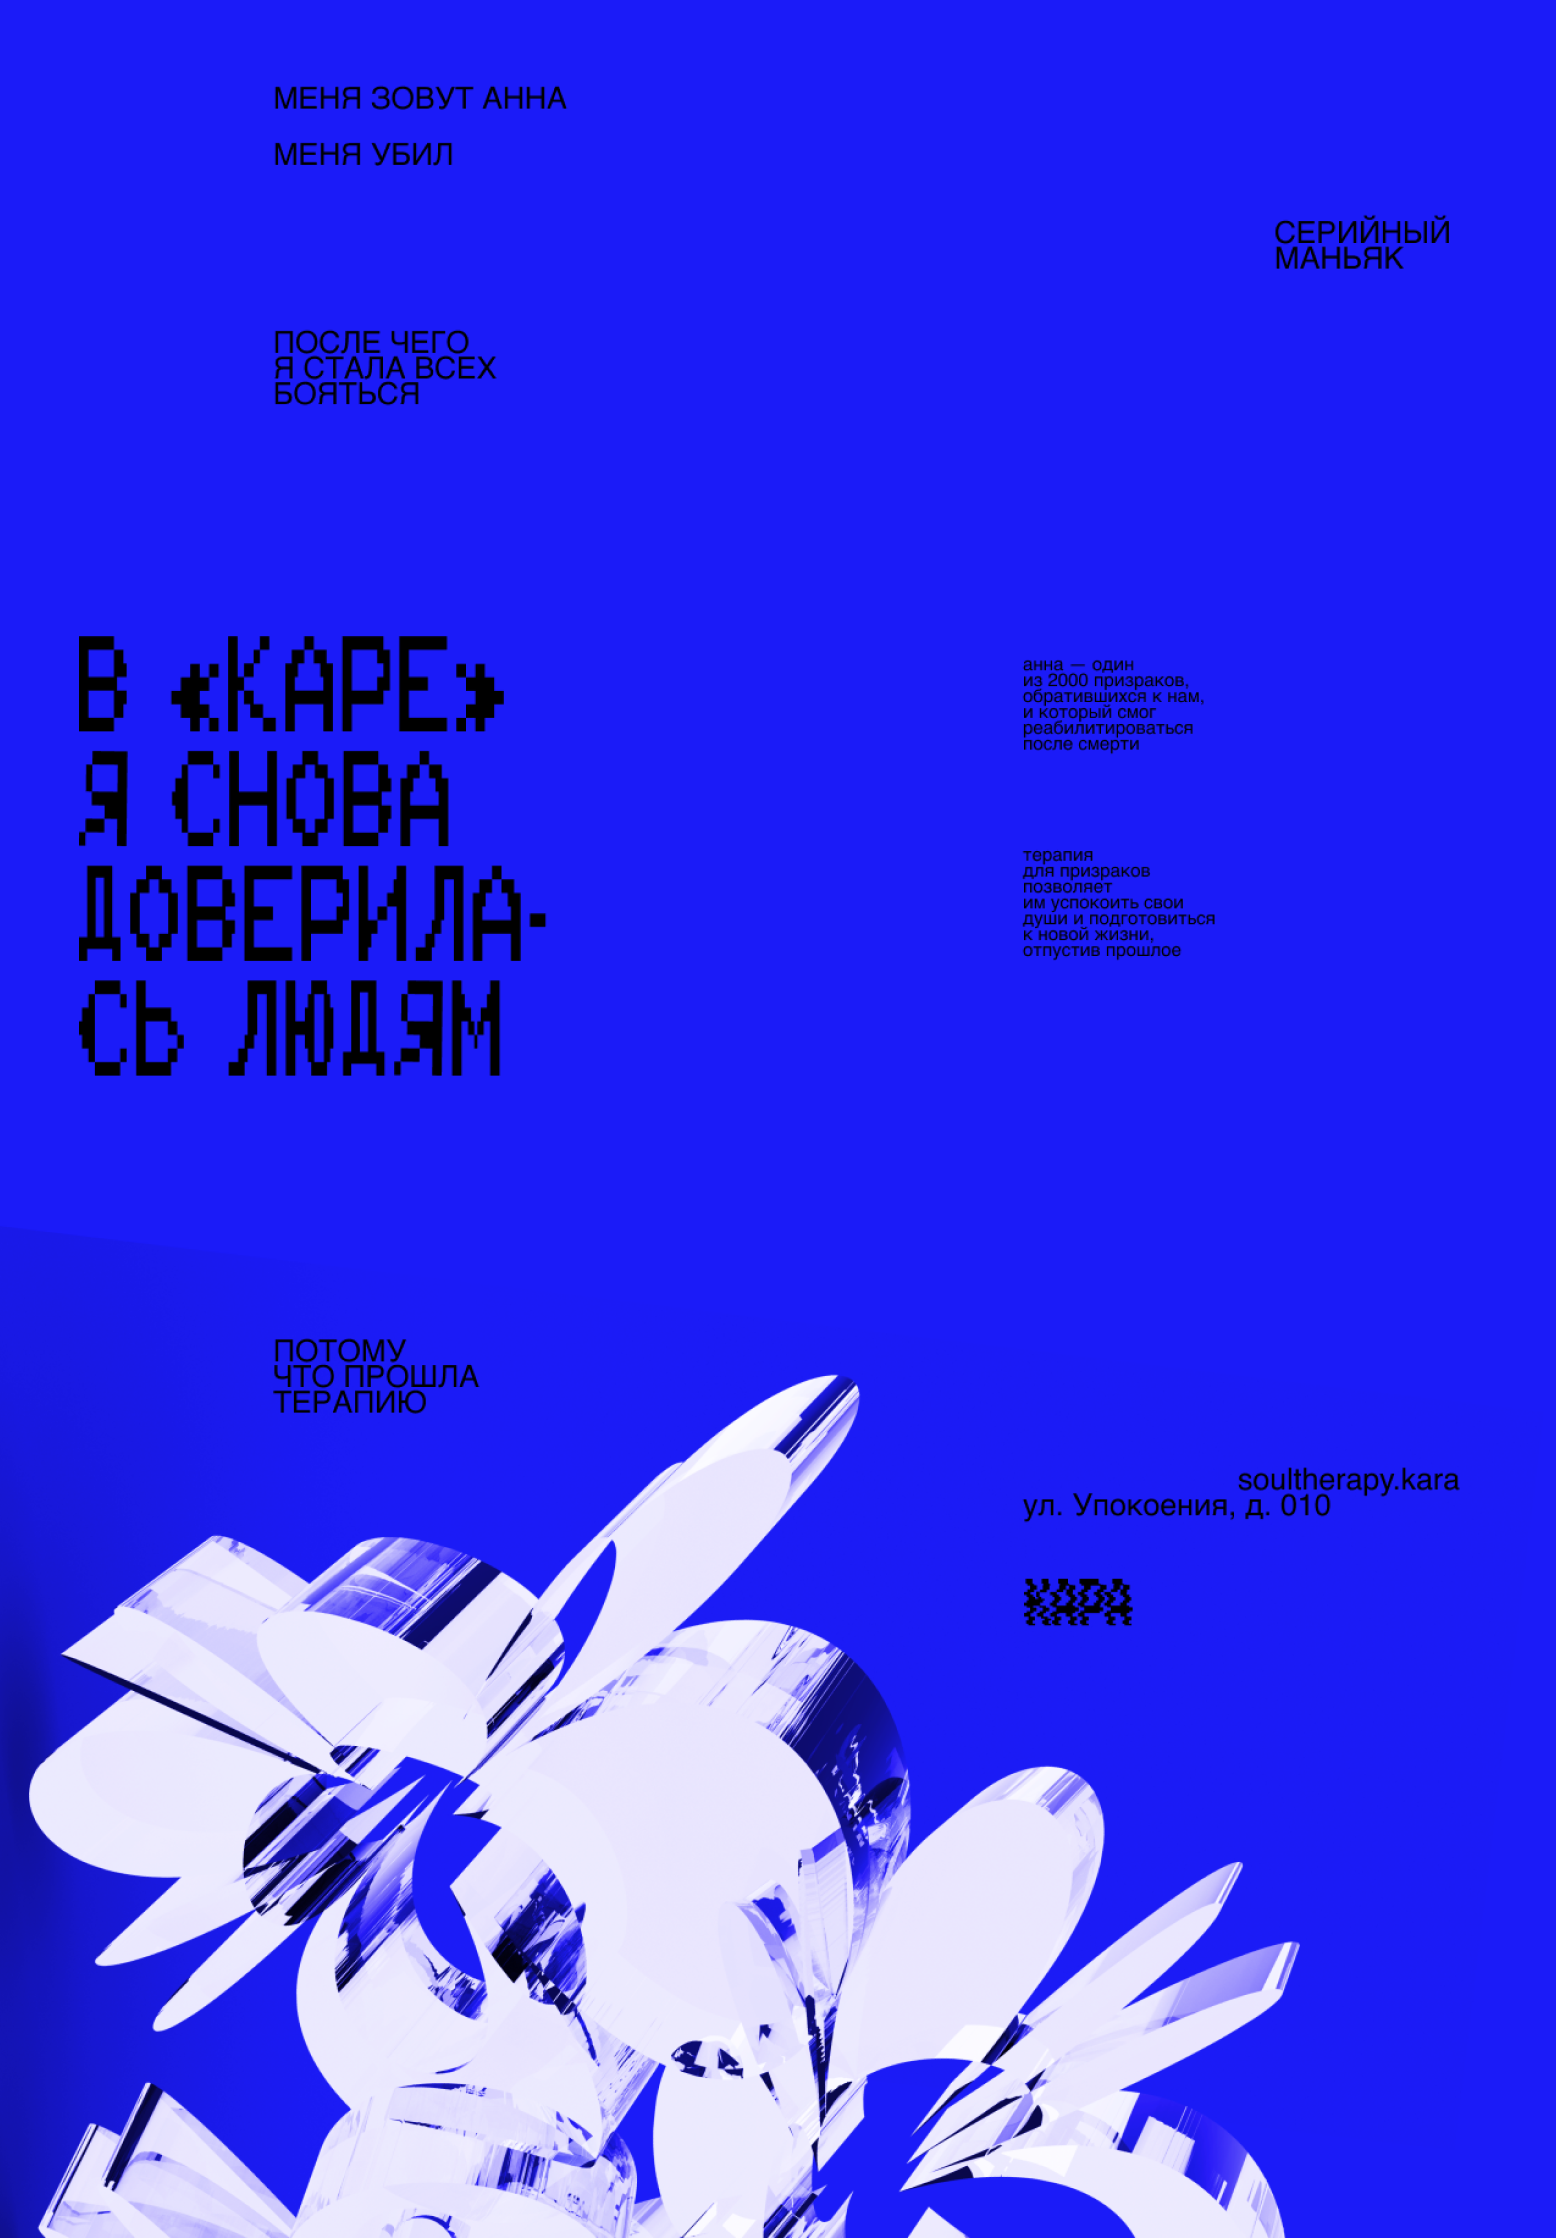 МЕНЯ ЗОВУТ АННА
МЕНЯ УБИЛ
СЕРИЙНЫЙ
МАНЬЯК
ПОСЛЕ ЧЕГО
Я СТАЛА ВСЕХ
БОЯТЬСЯ
В «КАРЕ»
Я СНОВА
ДОВЕРИЛА-
СЬ ЛЮДЯМ
анна — один
из 2000 призраков,
обратившихся к нам,
и который смог
реабилитироваться
после смерти
терапия
для призраков
позволяет
им успокоить свои
души и подготовиться
к новой жизни,
отпустив прошлое
ПОТОМУ
ЧТО ПРОШЛА
ТЕРАПИЮ
soultherapy.kara
ул. Упокоения, д. 010
КАРА